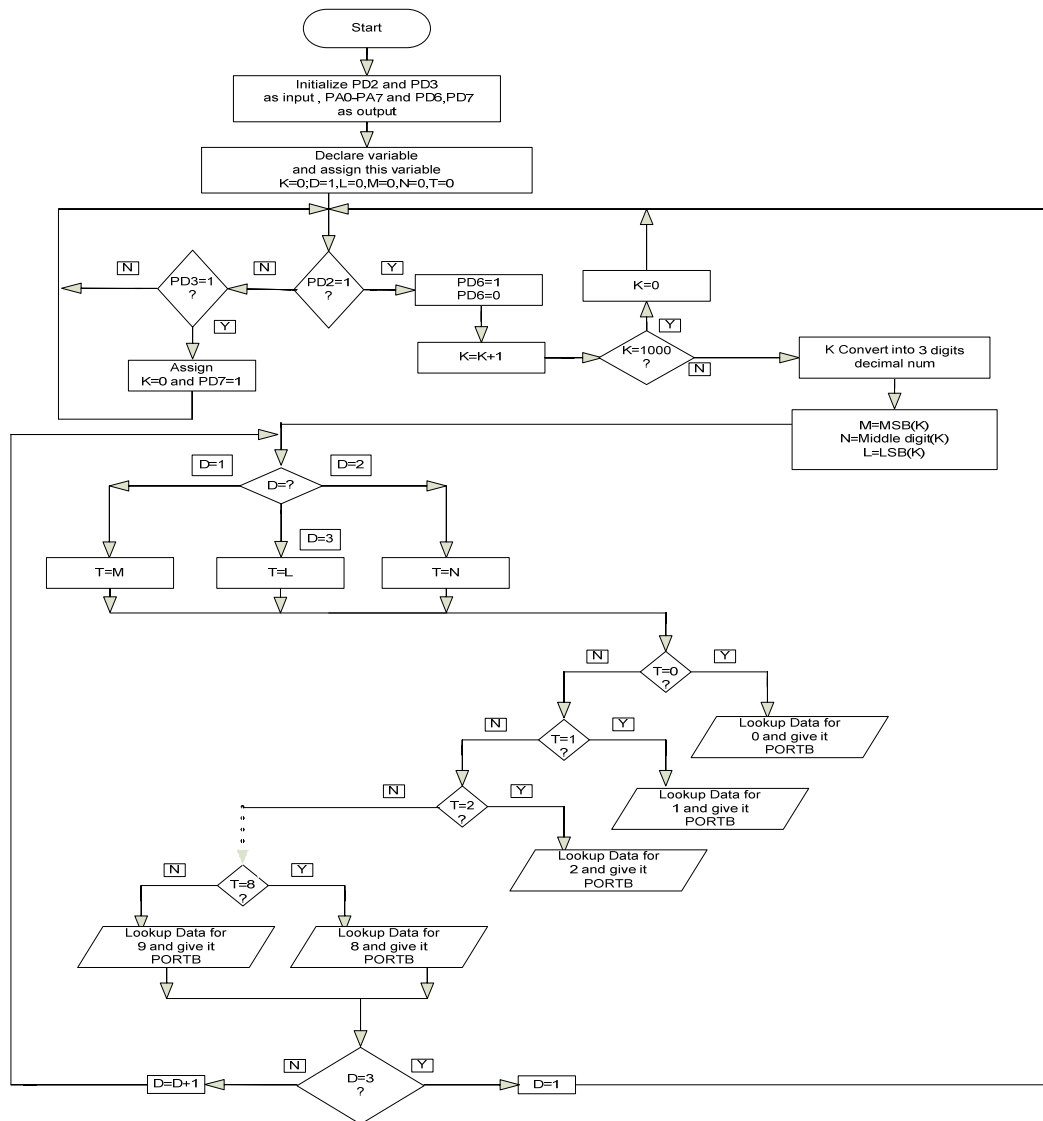 Start
Initialize PD2 and PD3
as input , PA0-PA7 and PD6,PD7
as output
Declare variable
and assign this variable
K=0;D=1,L=0,M=0,N=0,T=0
N
PD3=1
?
N
PD2=1
?
Y
PD6=1
PD6=0
K=0
Y
Y
Assign
K=0 and PD7=1
K=K+1
K=1000
?
N
K Convert into 3 digits
decimal num
M=MSB(K)
N=Middle digit(K)
L=LSB(K)
D=1
D=?
D=2
D=3
T=M
T=L
T=N
N
T=0
?
Y
Lookup Data for
0 and give it
PORTB
N
T=1
?
Y
Lookup Data for
1 and give it
PORTB
N
T=2
?
Y
Lookup Data for
2 and give it
PORTB
N
T=8
?
Y
Lookup Data for
9 and give it
PORTB
Lookup Data for
8 and give it
PORTB
D=D+1
N
D=3
?
Y
D=1